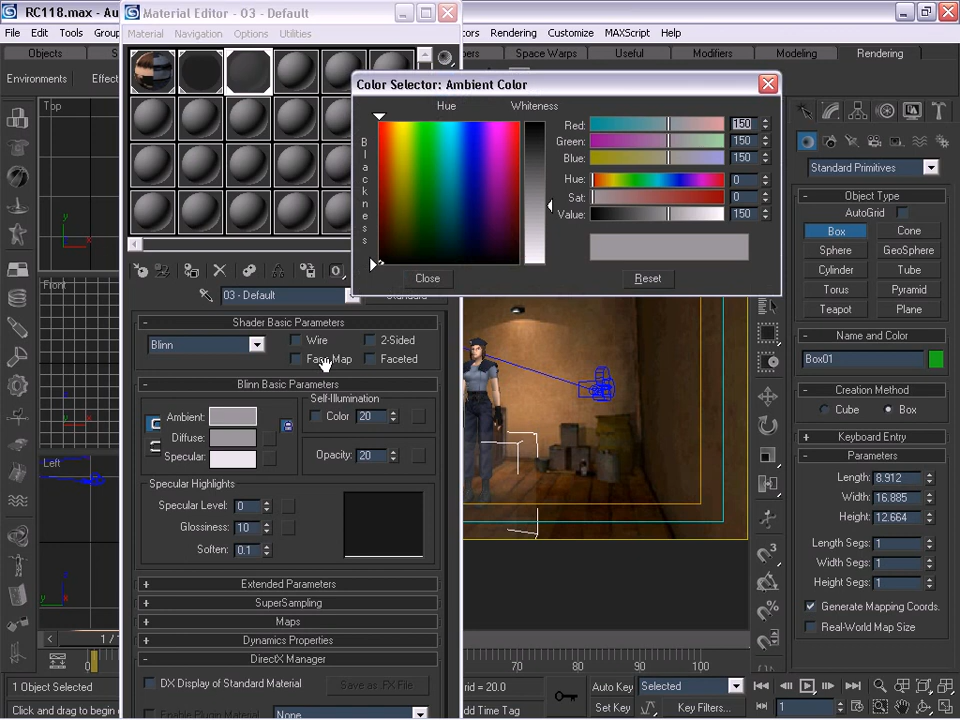 RC118.max - Au
Material Editor - 03 - Default
File Edit Tools Group
Material Navigation Options Utilities
ors Rendering Customize MAXScript Help
Objects
pers Space Warps Useful Modifiers Modeling Rendering
Environments Effect
Color Selector: Ambient Color
Hue Whiteness
Blackness
Red: 150
Green: 150
Blue: 150
Hue: 0
Sat: 0
Value: 150
Close Reset
Top
y
x
Front
y
Left
z
y
03 - Default
Standard
- Shader Basic Parameters
Blinn
Wire 2-Sided
Face Map Faceted
- Blinn Basic Parameters
Self-Illumination
Ambient: Color 20
Diffuse:
Specular: Opacity: 20
Specular Highlights
Specular Level: 0
Glossiness: 10
Soften: 0.1
+ Extended Parameters
+ SuperSampling
+ Maps
+ Dynamics Properties
- DirectX Manager
DX Display of Standard Material Save as .FX File
Enable Plugin Material None
Standard Primitives
- Object Type
AutoGrid
Box Cone
Sphere GeoSphere
Cylinder Tube
Torus Pyramid
Teapot Plane
- Name and Color
Box01
- Creation Method
Cube Box
+ Keyboard Entry
- Parameters
Length: 8.912
Width: 16.885
Height: 12.664
Length Segs: 1
Width Segs: 1
Height Segs: 1
Generate Mapping Coords.
Real-World Map Size
1 / 1
70 80 90 100
1 Object Selected
rid = 20.0
Auto Key Selected
Click and drag to begin
dd Time Tag
Set Key Key Filters...
1